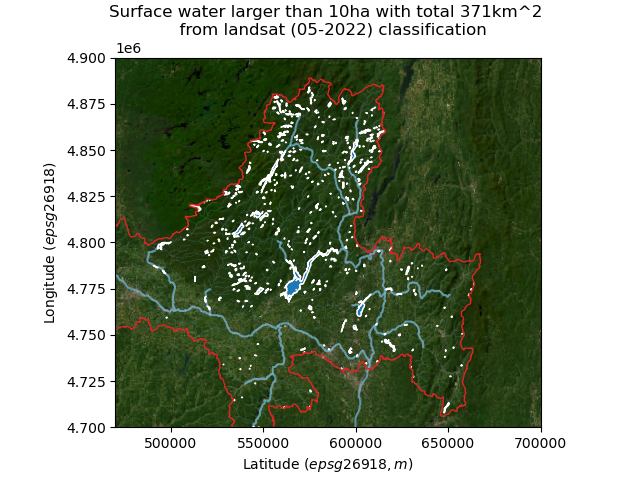 Surface water larger than 10ha with total 371km^2
from landsat (05-2022) classification
1e6
4.900
4.875
4.850
4.825
4.800
4.775
4.750
4.725
4.700
Longitude (epsg26918)
500000 550000 600000 650000 700000
Latitude (epsg26918, m)